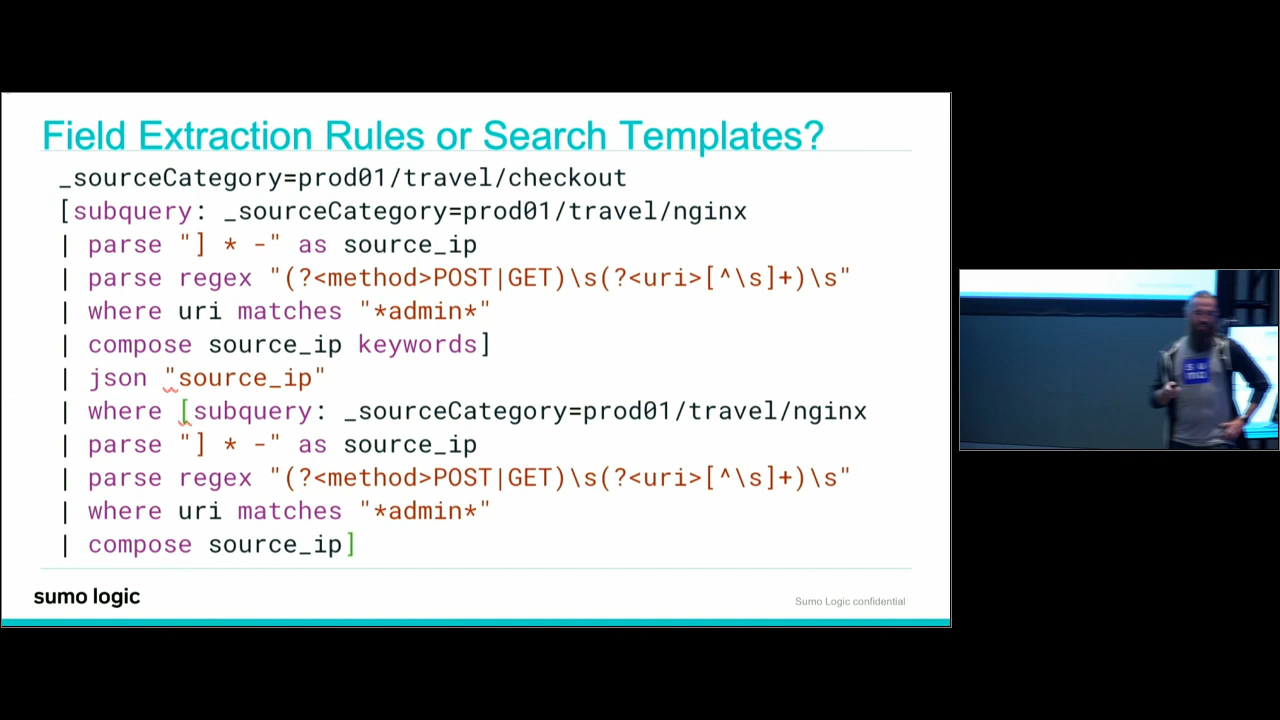 Field Extraction Rules or Search Templates?
_sourceCategory=prod01/travel/checkout
[subquery: _sourceCategory=prod01/travel/nginx
| parse "] * -" as source_ip
| parse regex "(?<method>POST|GET)\s(?<uri>[^\s]+)\s"
| where uri matches "*admin*"
| compose source_ip keywords]
| json "source_ip"
| where [subquery: _sourceCategory=prod01/travel/nginx
| parse "] * -" as source_ip
| parse regex "(?<method>POST|GET)\s(?<uri>[^\s]+)\s"
| where uri matches "*admin*"
| compose source_ip]
sumo logic
Sumo Logic confidential
su
mo